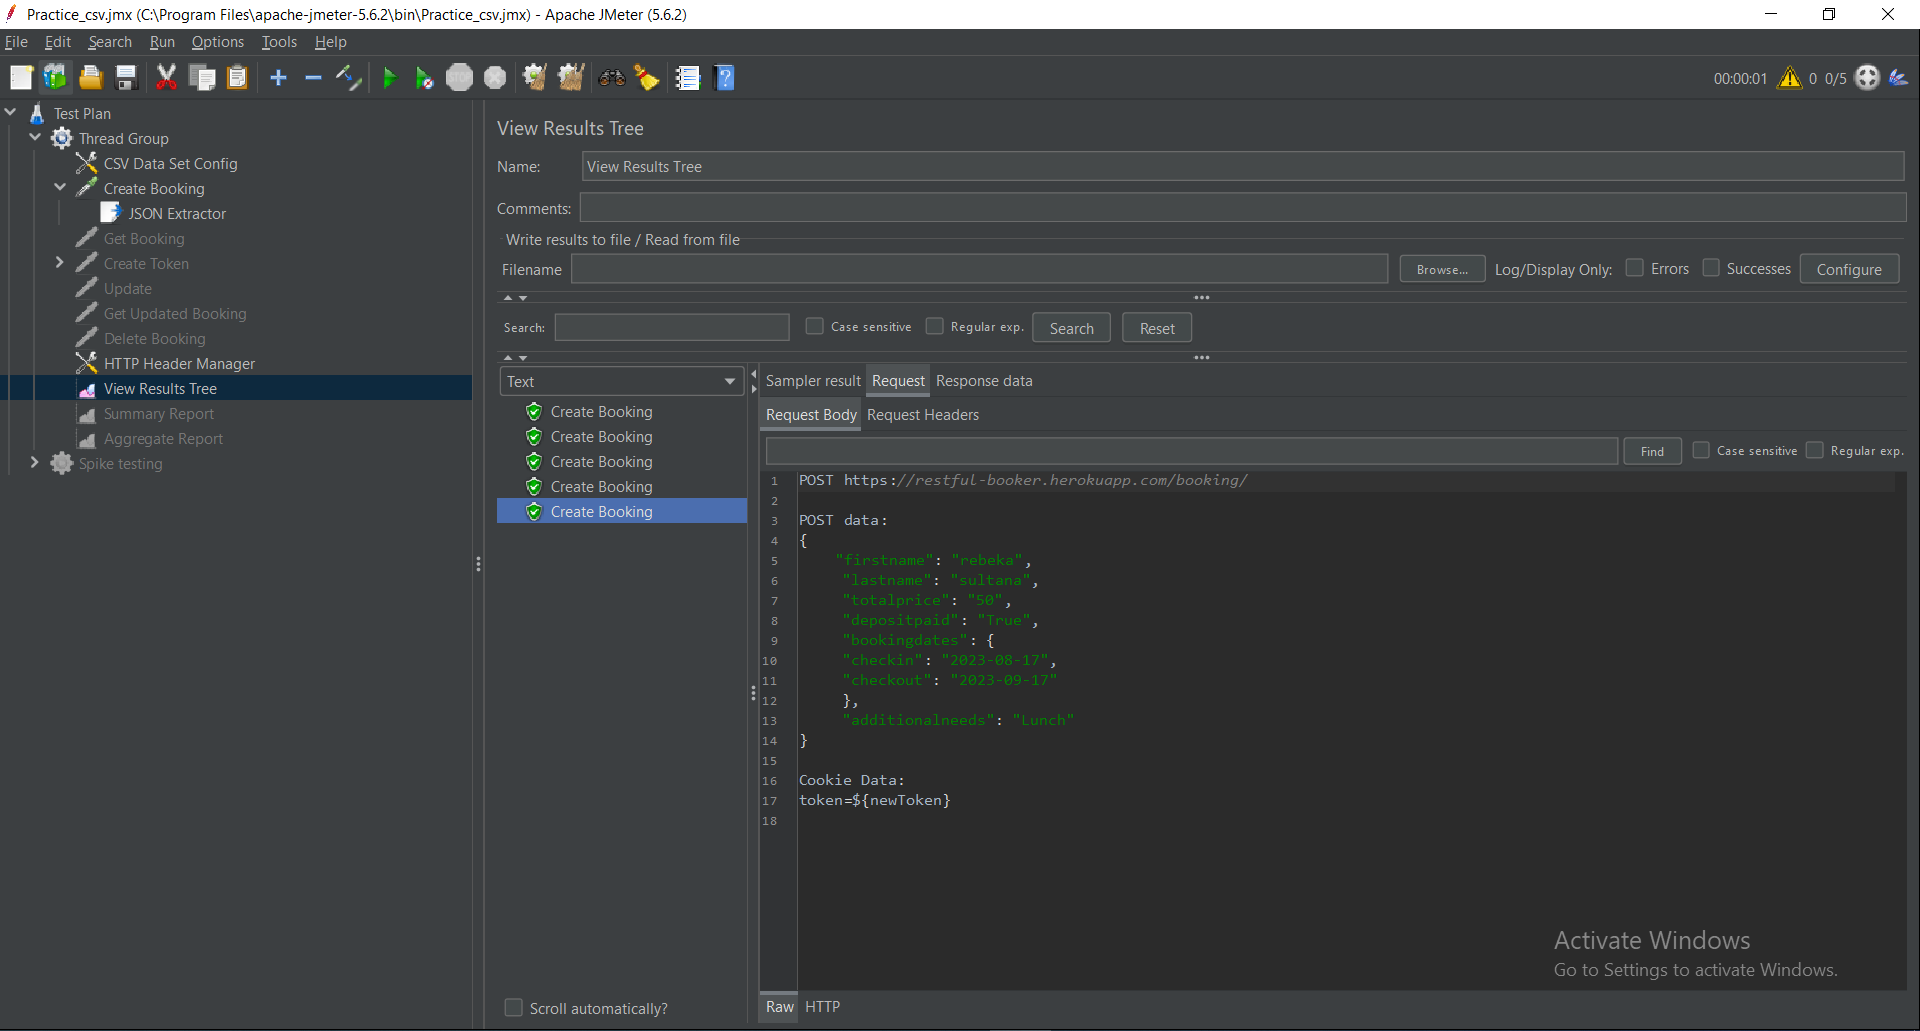 Practice_csv.jmx (C:\Program Files\apache-jmeter-5.6.2\bin\Practice_csv.jmx) - Apache JMeter (5.6.2)
File Edit Search Run Options Tools Help
STOP
00:00:01 0 0/5
Test Plan
Thread Group
CSV Data Set Config
Create Booking
JSON Extractor
Get Booking
Create Token
Update
Get Updated Booking
Delete Booking
HTTP Header Manager
View Results Tree
Summary Report
Aggregate Report
Spike testing
View Results Tree
Name: View Results Tree
Comments:
Write results to file / Read from file
Filename Browse... Log/Display Only: Errors Successes Configure
Search: Case sensitive Regular exp. Search Reset
Text
Create Booking
Create Booking
Create Booking
Create Booking
Create Booking
Scroll automatically?
Sampler result Request Response data
Request Body Request Headers
Find Case sensitive Regular exp.
1 POST https://restful-booker.herokuapp.com/booking/
2
3 POST data:
4 {
5 "firstname": "rebeka",
6 "lastname": "sultana",
7 "totalprice": "50",
8 "depositpaid": "True",
9 "bookingdates": {
10 "checkin": "2023-08-17",
11 "checkout": "2023-09-17"
12 },
13 "additionalneeds": "Lunch"
14 }
15
16 Cookie Data:
17 token=${newToken}
18
Activate Windows
Go to Settings to activate Windows.
Raw HTTP